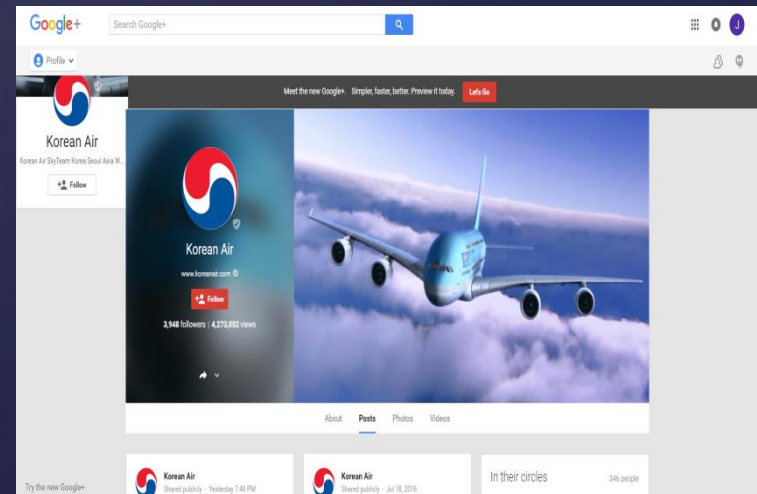 Google+
Search Google+
J
Profile
Meet the new Google+. Simpler, faster, better. Preview it today. Let's Go
Korean Air
Korean Air SkyTeam Korea Seoul Asia W...
Follow
Korean Air
www.koreanair.com
Follow
3,948 followers | 4,273,052 views
About Posts Photos Videos
Korean Air
Shared publicly - Yesterday 7:48 PM
Korean Air
Shared publicly - Jul 18, 2016
In their circles 346 people
Try the new Google+